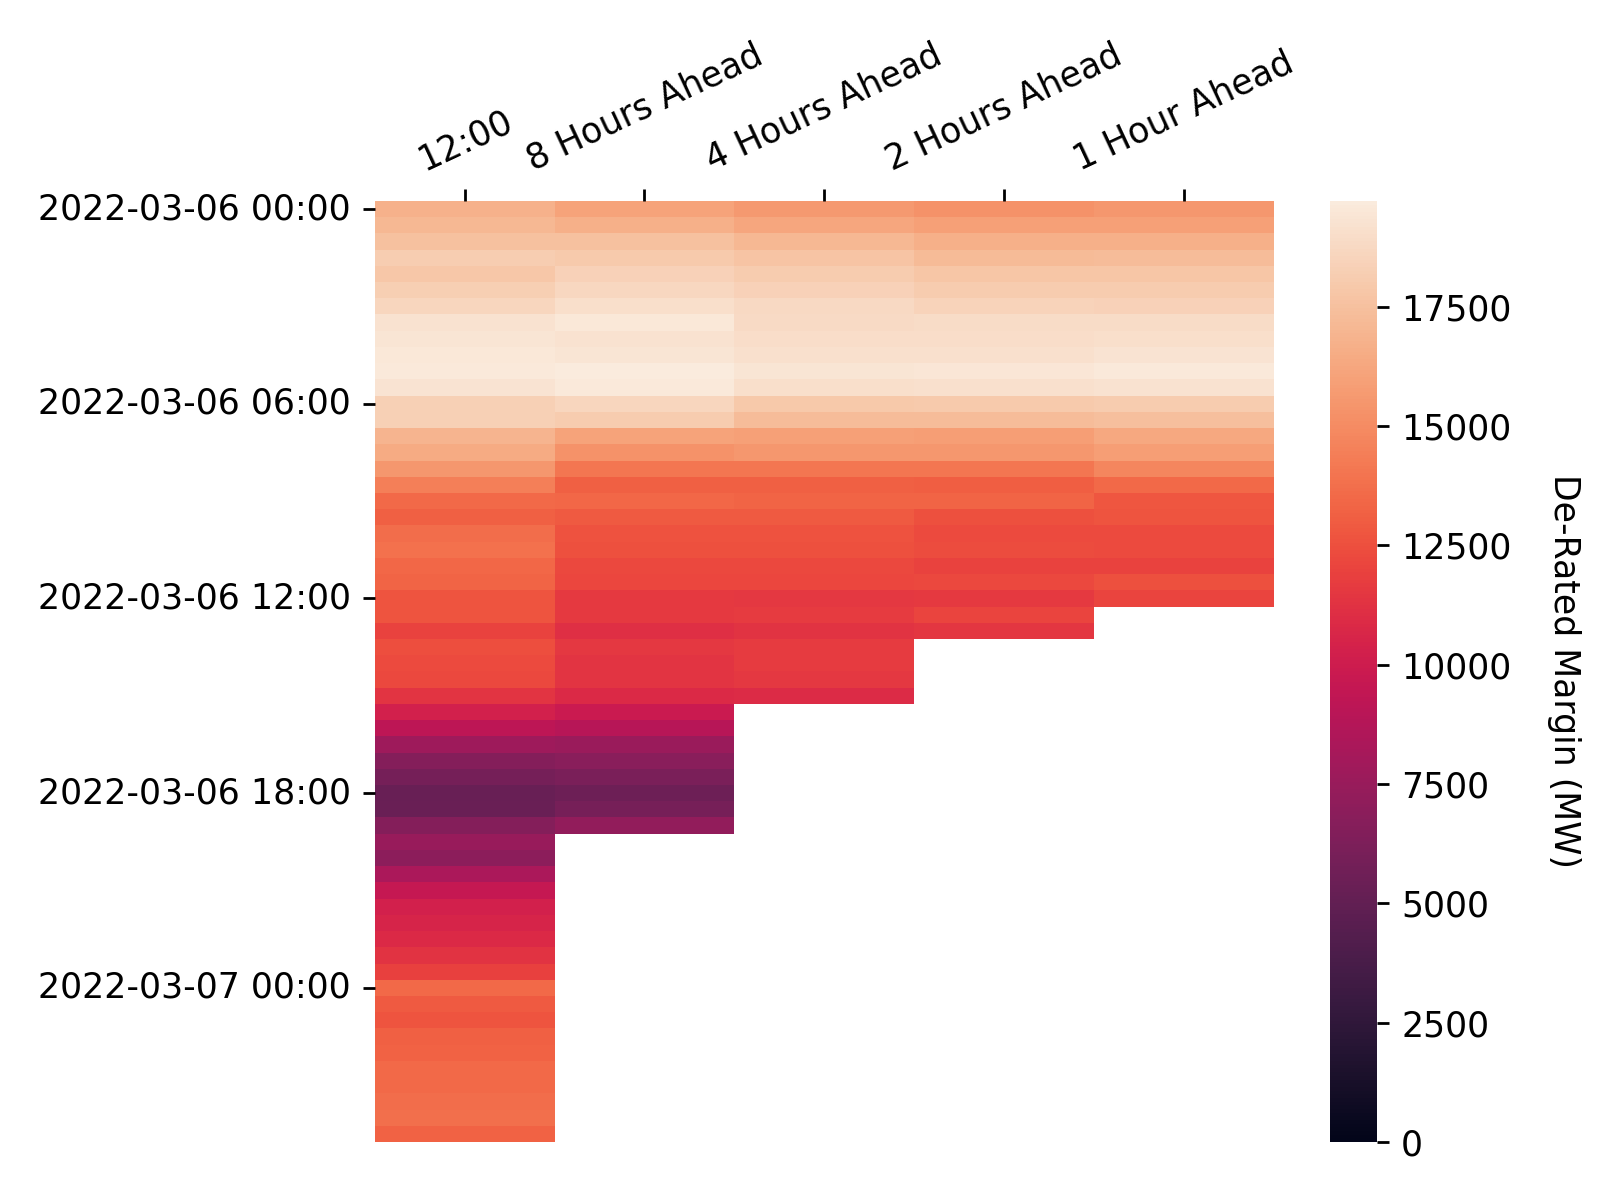 12:00
8 Hours Ahead
4 Hours Ahead
2 Hours Ahead
1 Hour Ahead
2022-03-06 00:00
2022-03-06 06:00
2022-03-06 12:00
2022-03-06 18:00
2022-03-07 00:00
17500
15000
12500
10000
7500
5000
2500
0
De-Rated Margin (MW)